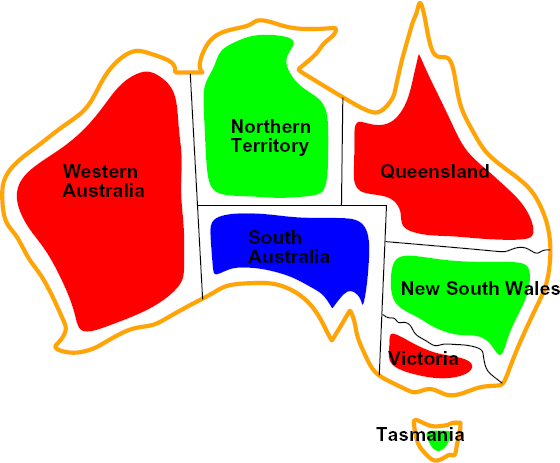 Northern
Territory
Western
Australia
Queensland
South
Australia
New South Wales
Victoria
Tasmania